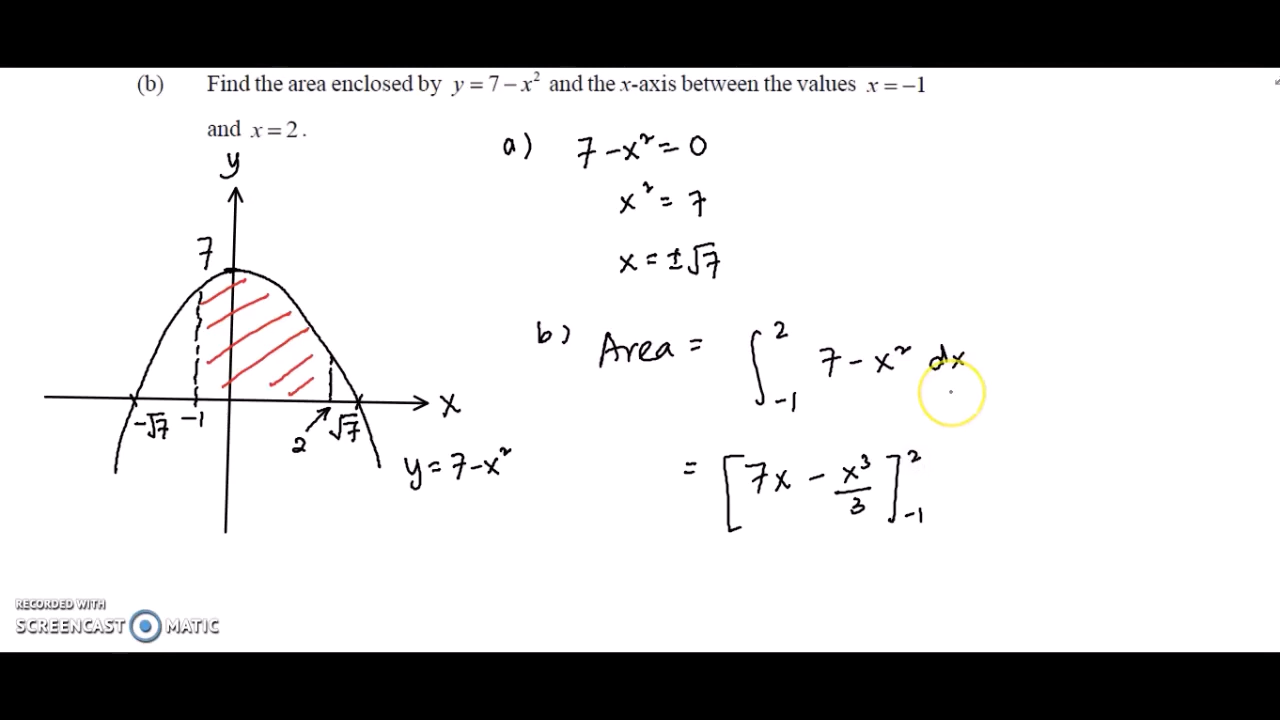 (b) Find the area enclosed by y = 7 − x² and the x-axis between the values x = −1
and x = 2.
y
7
-√7 -1 2 √7 x
y = 7 - x²
a) 7 - x² = 0
x² = 7
x = ±√7
b) Area = ∫₋₁² 7 - x² dx
= [7x - x³/3]₋₁²
RECORDED WITH
SCREENCAST MATIC